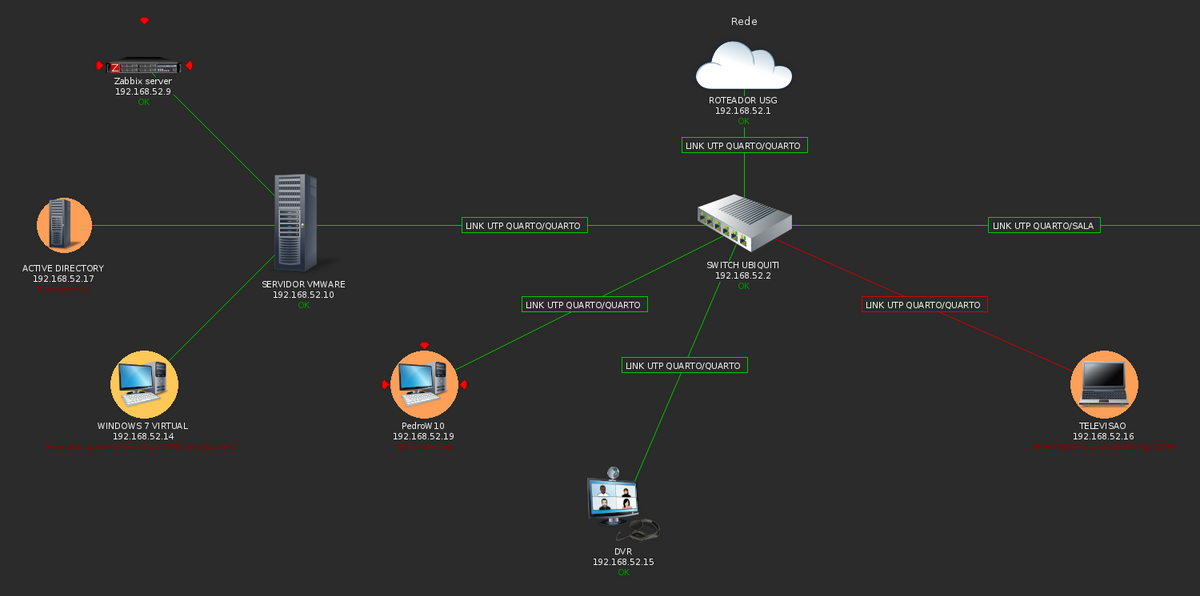 Rede
Z
Zabbix server
192.168.52.9
OK
ROTEADOR USG
192.168.52.1
OK
LINK UTP QUARTO/QUARTO
ACTIVE DIRECTORY
192.168.52.17
SERVIDOR VMWARE
192.168.52.10
OK
LINK UTP QUARTO/QUARTO
SWITCH UBIQUITI
192.168.52.2
OK
LINK UTP QUARTO/SALA
LINK UTP QUARTO/QUARTO
LINK UTP QUARTO/QUARTO
LINK UTP QUARTO/QUARTO
WINDOWS 7 VIRTUAL
192.168.52.14
PedroW10
192.168.52.19
TELEVISAO
192.168.52.16
DVR
192.168.52.15
OK